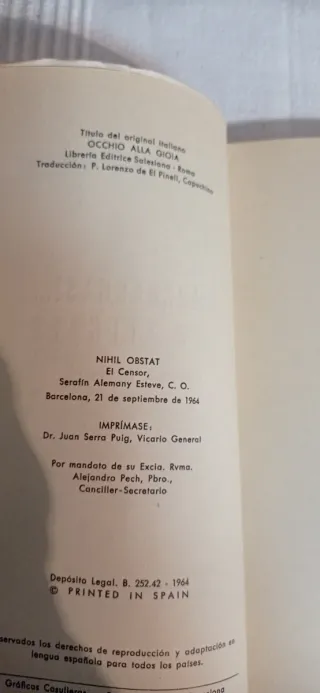 Título del original italiano
OCCHIO ALLA GIOIA
Librería Editrice Salesiana - Roma
Traducción: P. Lorenzo de El Pinell, Capuchino
NIHIL OBSTAT
El Censor,
Serafín Alemany Esteve, C. O.
Barcelona, 21 de septiembre de 1964
IMPRÍMASE:
Dr. Juan Serra Puig, Vicario General
Por mandato de su Excia. Rvma.
Alejandro Pech, Pbro.,
Canciller-Secretario
Depósito Legal. B. 252.42 - 1964
© PRINTED IN SPAIN
servados los derechos de reproducción y adaptación en
lengua española para todos los países.
Gráficas